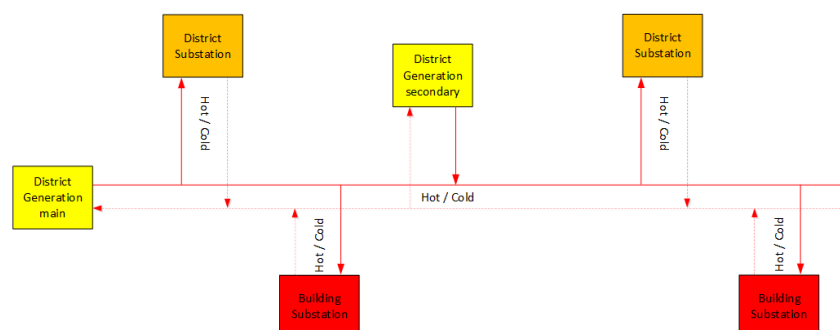 District
Substation
District
Generation
secondary
District
Substation
Hot / Cold
Hot / Cold
District
Generation
main
Hot / Cold
Hot / Cold
Hot / Cold
Building
Substation
Building
Substation